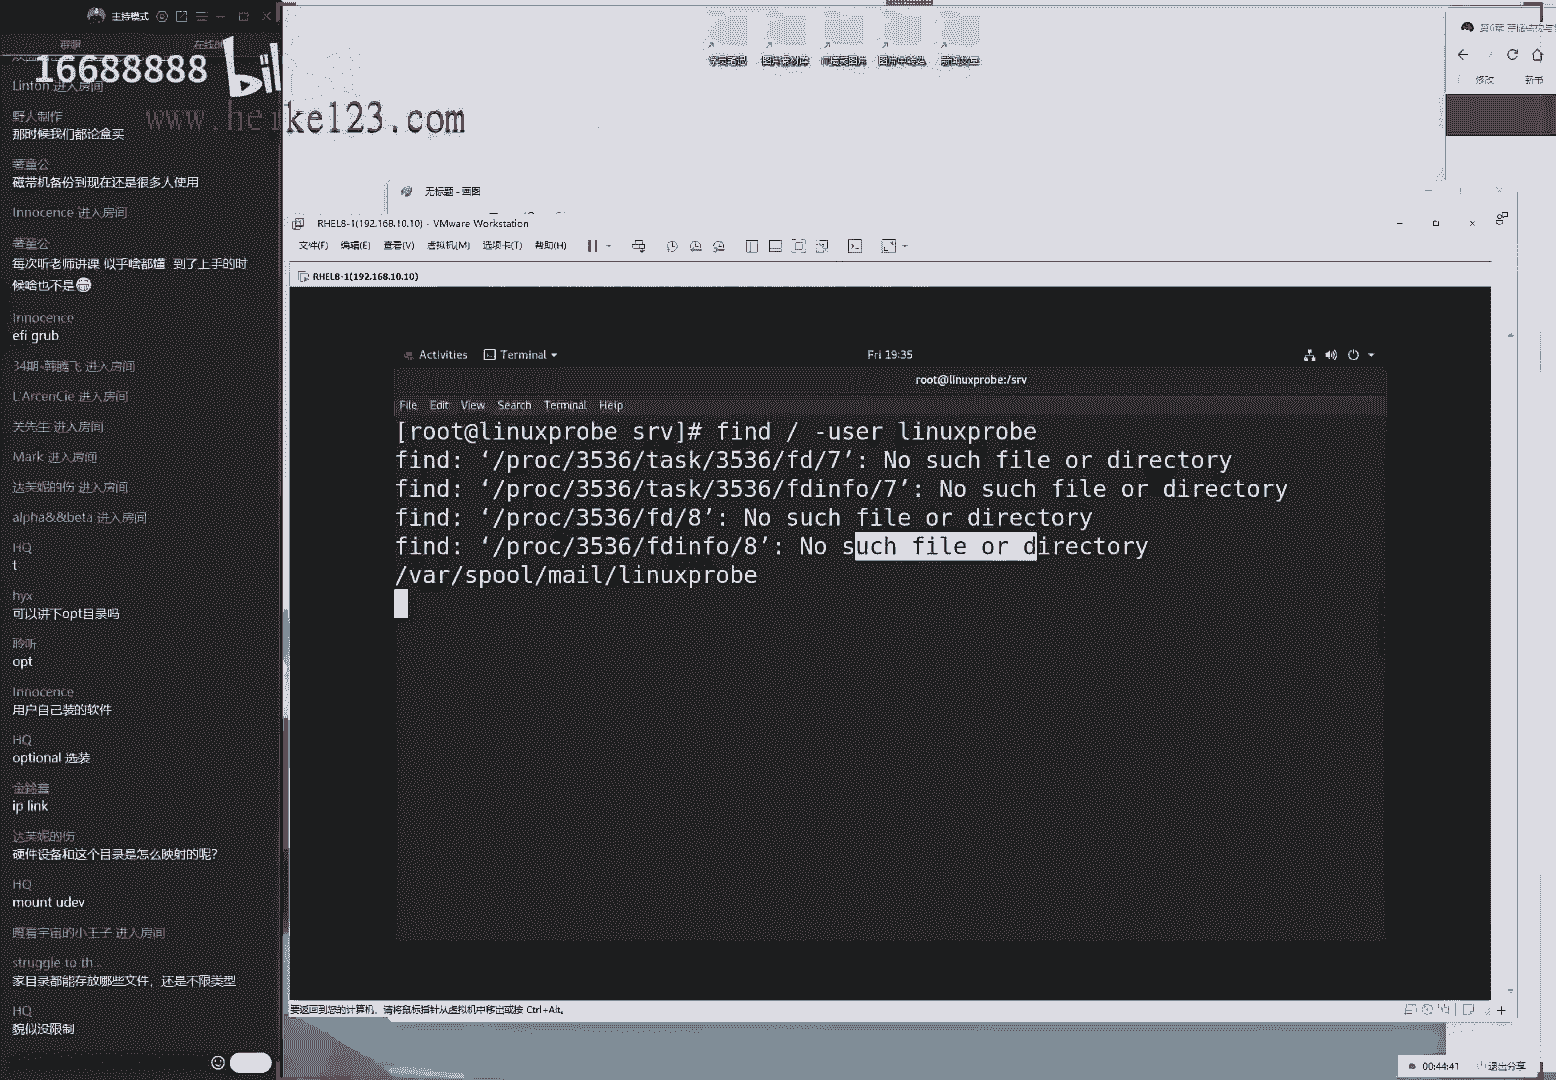 主持模式
16688888
bil
Linton 进入房间
www.heike123.com
野人制作
那时候我们都论盒买
薯童公
磁带机备份到现在还是很多人使用
Innocence 进入房间
薯童公
每次听老师讲课 似乎啥都懂 到了上手的时
候啥也不是
Innocence
efi grub
34期-韩腾飞 进入房间
L'ArcenCie 进入房间
关先生 进入房间
Mark 进入房间
达芙妮的伤 进入房间
alpha&&beta 进入房间
HQ
t
hyx
可以讲下opt目录吗
聆听
opt
Innocence
用户自己装的软件
HQ
optional 选装
ip link
达芙妮的伤
硬件设备和这个目录是怎么映射的呢?
HQ
mount udev
瞪着宇宙的小王子 进入房间
struggle to th...
家目录都能存放哪些文件，还是不限类型
HQ
貌似没限制
修改
新书
无标题 - 画图
RHEL8-1(192.168.10.10) - VMware Workstation
文件(F) 编辑(E) 查看(V) 虚拟机(M) 选项卡(T) 帮助(H)
RHEL8-1(192.168.10.10)
Activities Terminal Fri 19:35
root@linuxprobe:/srv
File Edit View Search Terminal Help
[root@linuxprobe srv]# find / -user linuxprobe
find: ‘/proc/3536/task/3536/fd/7’: No such file or directory
find: ‘/proc/3536/task/3536/fdinfo/7’: No such file or directory
find: ‘/proc/3536/fd/8’: No such file or directory
find: ‘/proc/3536/fdinfo/8’: No such file or directory
/var/spool/mail/linuxprobe
要返回到您的计算机，请将鼠标指针从虚拟机中移出或按 Ctrl+Alt。
00:44:41 退出分享